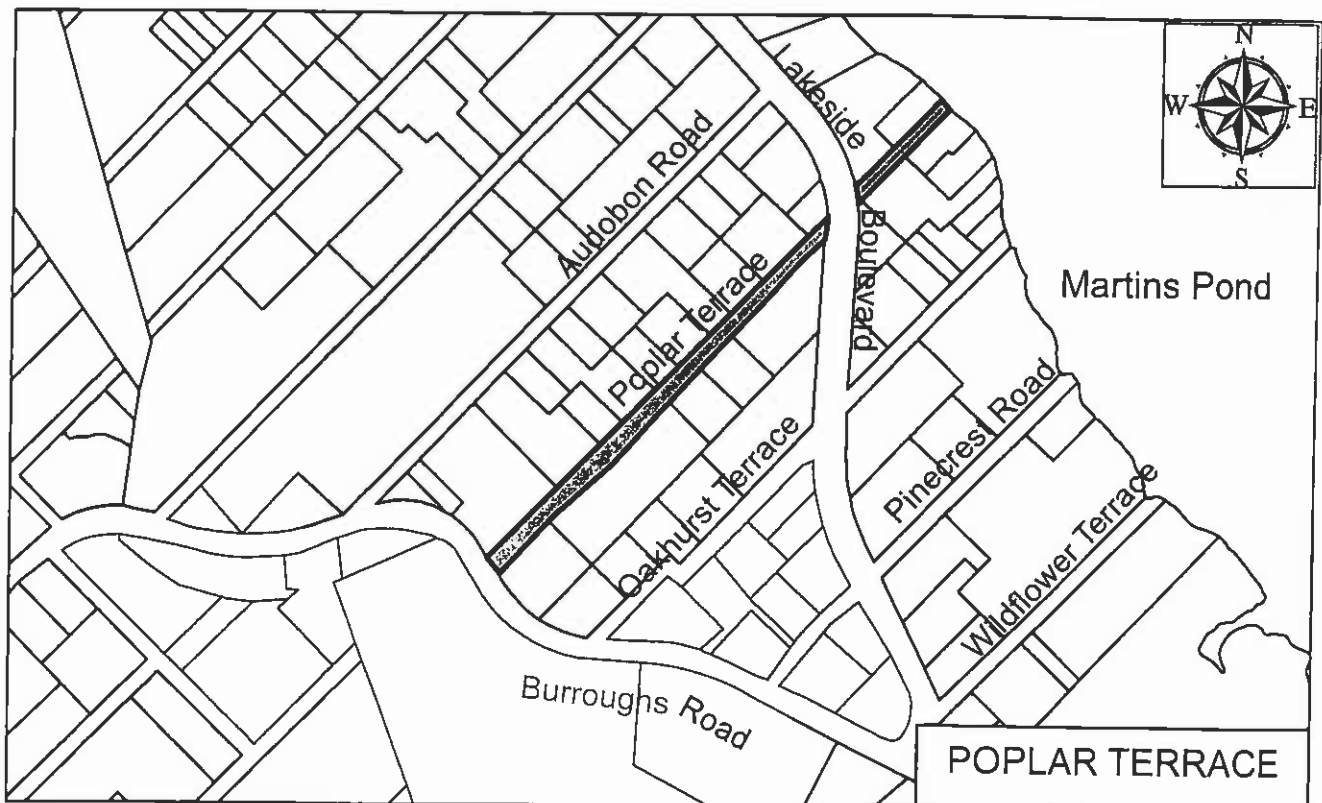 N
W E
S
Lakeside
Boulevard
Audobon Road
Poplar Terrace
Martins Pond
Oakhurst Terrace
Pinecrest Road
Wildflower Terrace
Burroughs Road
POPLAR TERRACE